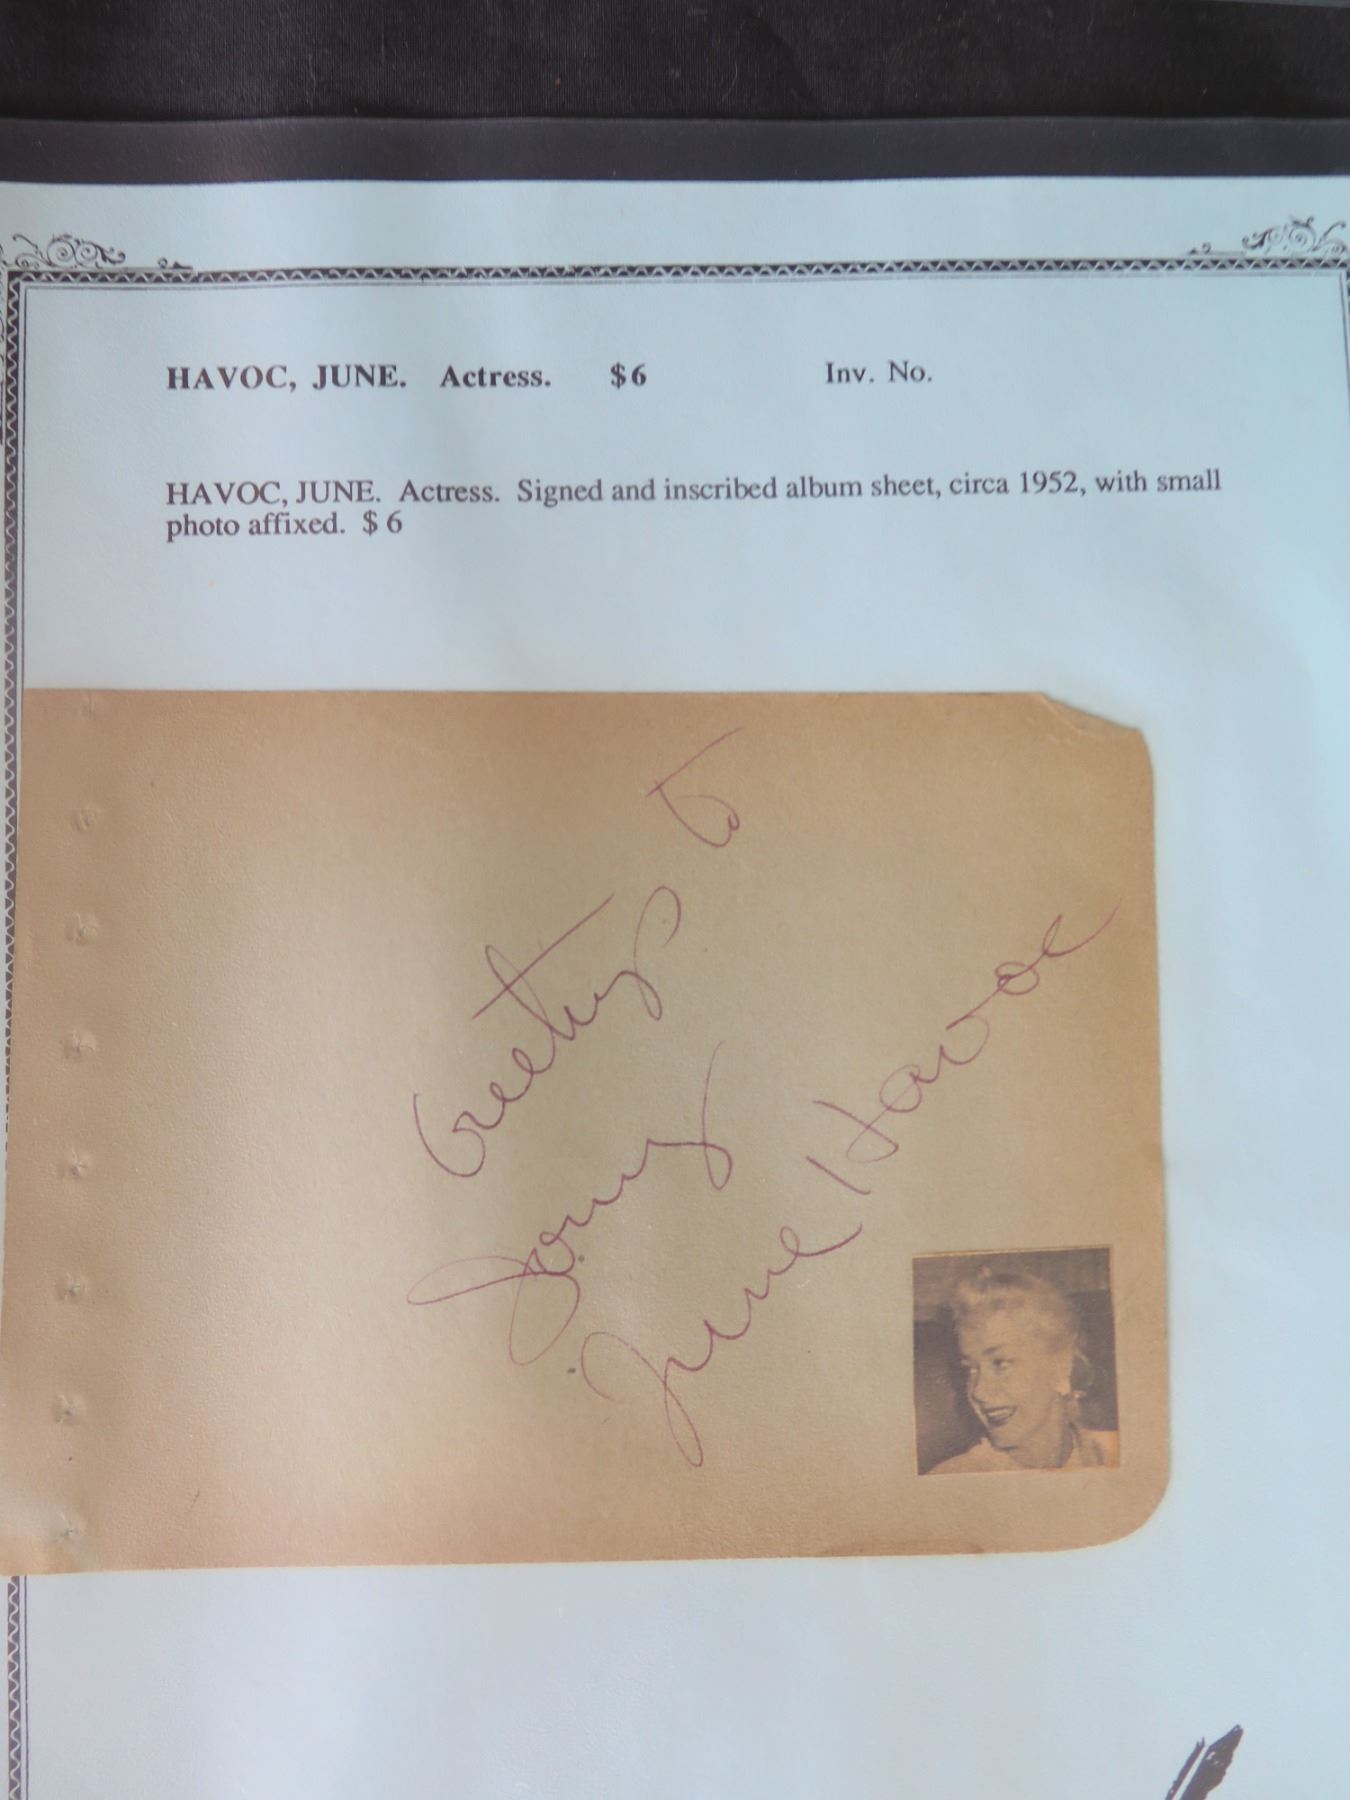 HAVOC, JUNE. Actress. $6 Inv. No.
HAVOC, JUNE. Actress. Signed and inscribed album sheet, circa 1952, with small
photo affixed. $6
Greetings to
June Havoc